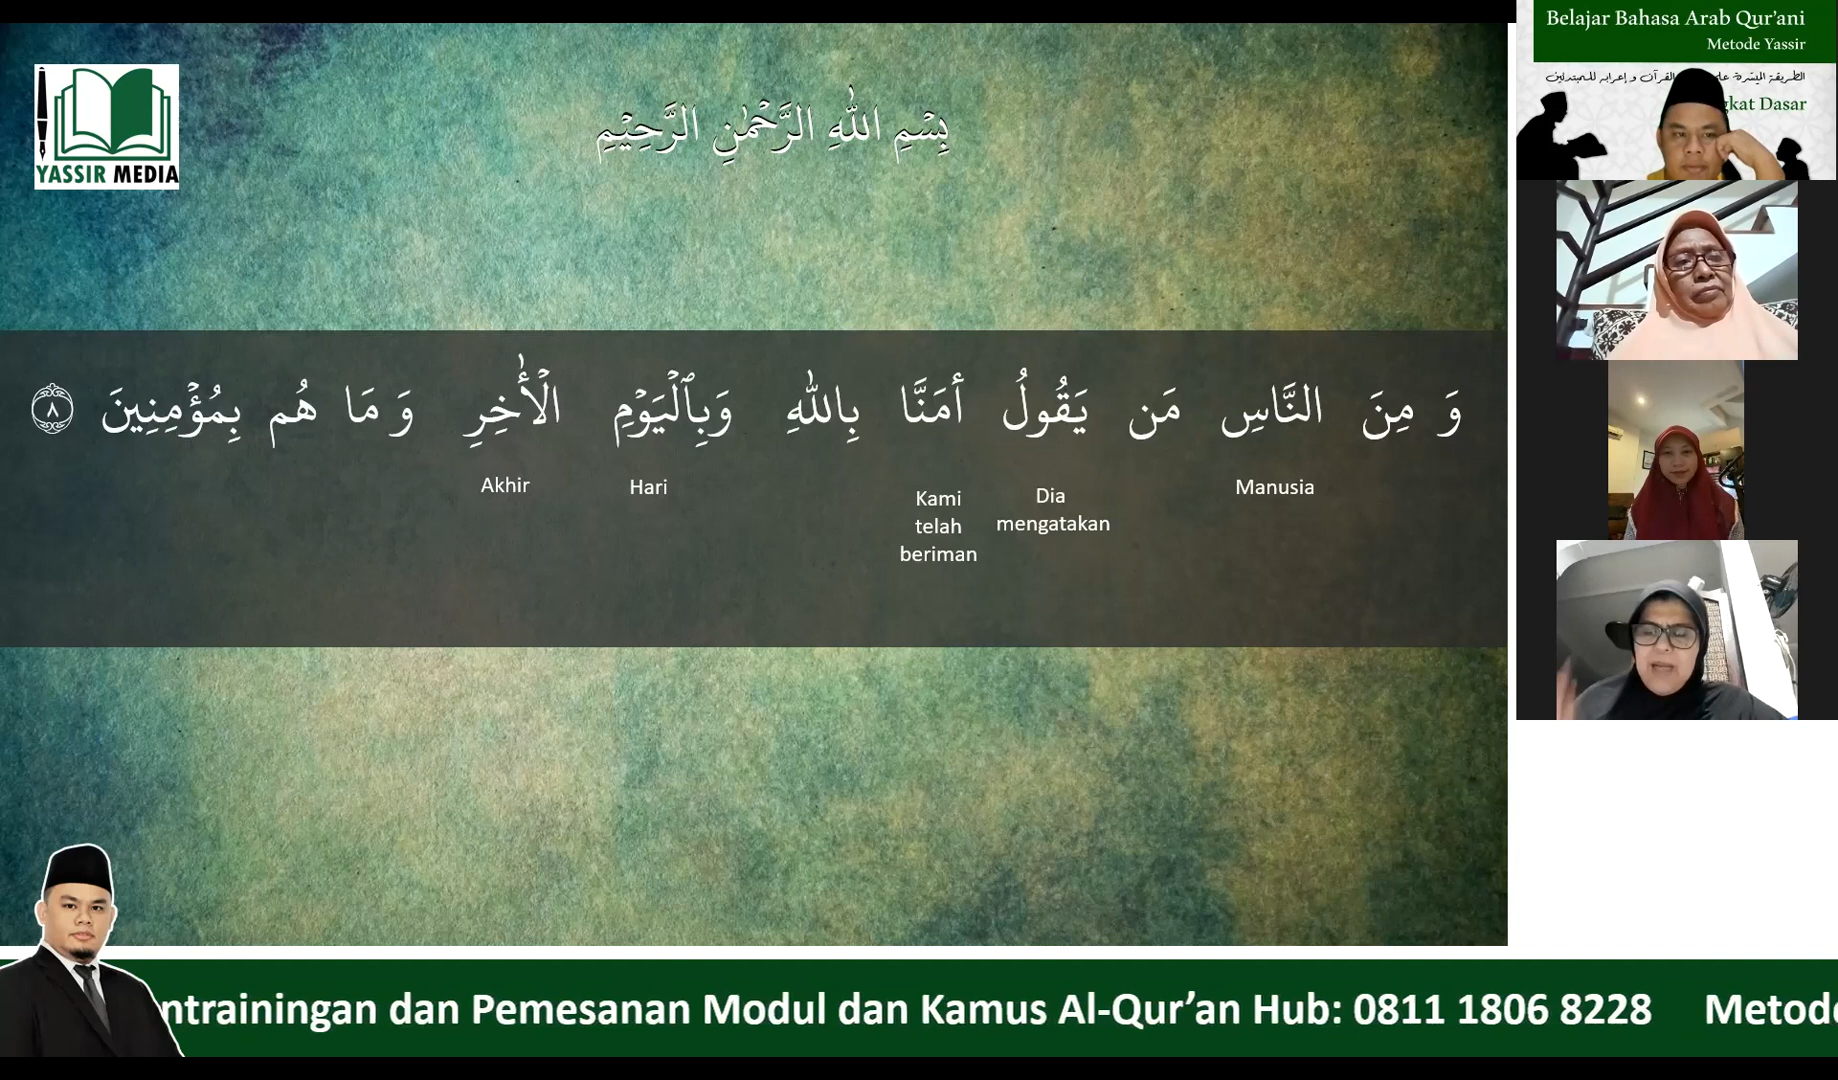 Belajar Bahasa Arab Qur'ani
Metode Yassir
gkat Dasar
YASSIR MEDIA
بِسْمِ اللّٰهِ الرَّحْمٰنِ الرَّحِيْمِ
وَ مِنَ النَّاسِ مَن يَقُولُ أٰمَنَّا بِاللّٰهِ وَبِٱلْيَوْمِ الْأٰخِرِ وَ مَا هُم بِمُؤْمِنِينَ ٨
Manusia
Dia mengatakan
Kami telah beriman
Hari
Akhir
ntrainingan dan Pemesanan Modul dan Kamus Al-Qur'an Hub: 0811 1806 8228 Metod